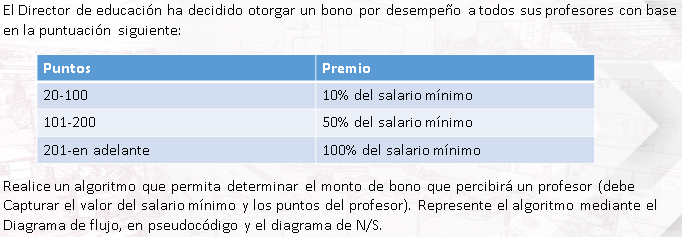 El Director de educación ha decidido otorgar un bono por desempeño a todos sus profesores con base
en la puntuación siguiente:
Puntos Premio
20-100 10% del salario mínimo
101-200 50% del salario mínimo
201-en adelante 100% del salario mínimo
Realice un algoritmo que permita determinar el monto de bono que percibirá un profesor (debe
Capturar el valor del salario mínimo y los puntos del profesor). Represente el algoritmo mediante el
Diagrama de flujo, en pseudocódigo y el diagrama de N/S.